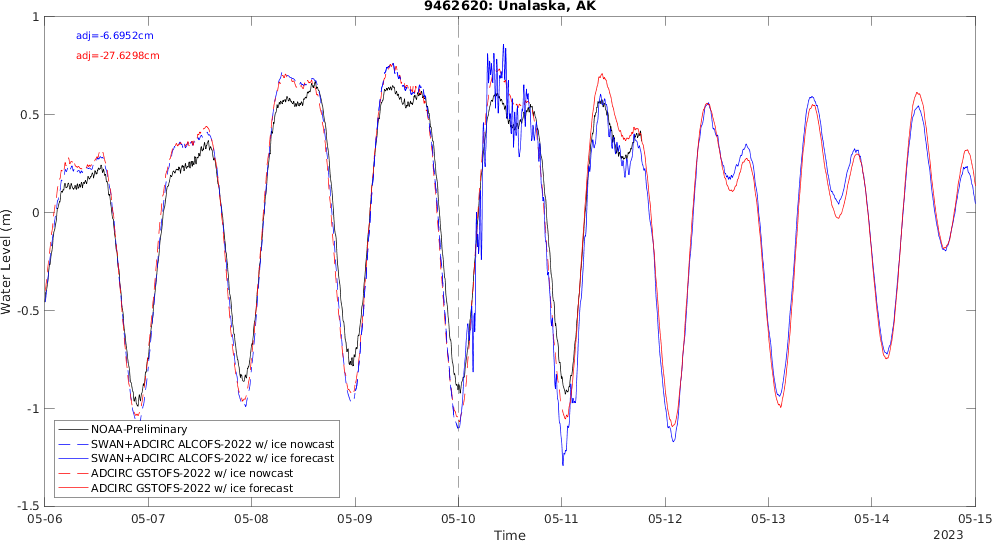 9462620: Unalaska, AK
adj=-6.6952cm
adj=-27.6298cm
Water Level (m)
1
0.5
0
-0.5
-1
-1.5
NOAA-Preliminary
SWAN+ADCIRC ALCOFS-2022 w/ ice nowcast
SWAN+ADCIRC ALCOFS-2022 w/ ice forecast
ADCIRC GSTOFS-2022 w/ ice nowcast
ADCIRC GSTOFS-2022 w/ ice forecast
05-06 05-07 05-08 05-09 05-10 05-11 05-12 05-13 05-14 05-15
Time
2023